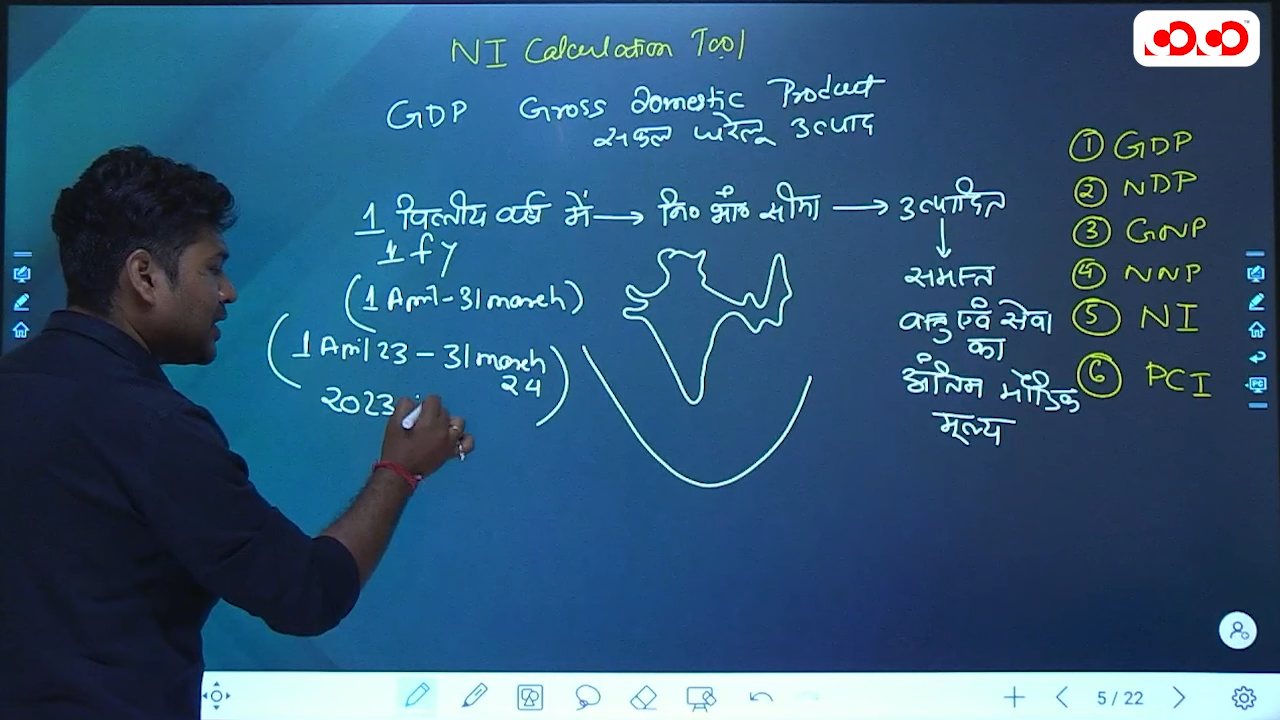 NI Calculation Tool
GDP Gross Domestic Product
सकल घरेलू उत्पाद
1 वित्तीय वर्ष में → नि० भौ० सीमा → उत्पादित
1 fy
(1 April - 31 march)
(1 April 23 - 31 march
24)
2023
समस्त
वस्तु एवं सेवा
का
अंतिम मौद्रिक
मूल्य
① GDP
② NDP
③ GNP
④ NNP
⑤ NI
⑥ PCI
5 / 22